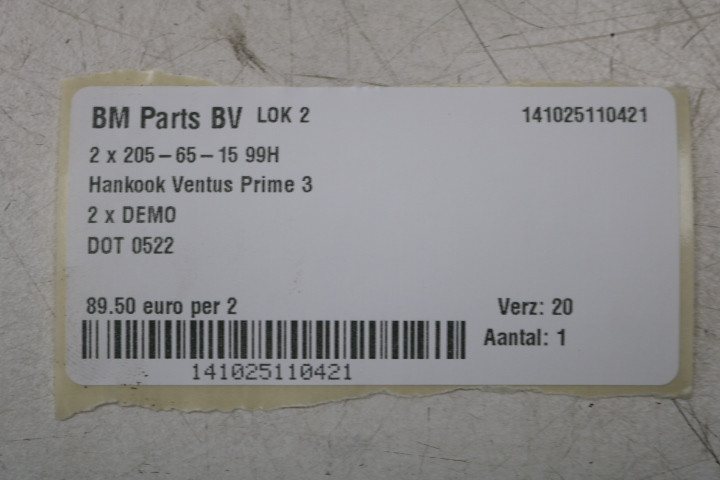 BM Parts BV LOK 2 141025110421
2 x 205-65-15 99H
Hankook Ventus Prime 3
2 x DEMO
DOT 0522
89.50 euro per 2 Verz: 20
Aantal: 1
141025110421